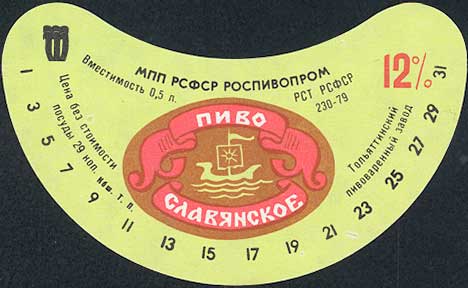 МПП РСФСР РОСПИВОПРОМ
Вместимость 0,5 л.
РСТ РСФСР
230-79
12%
Цена без стоимости
посуды 29 коп. кеш. т. п.
ПИВО
СЛАВЯНСКОЕ
Тольяттинский
пивоваренный завод
1 3 5 7 9 11 13 15 17 19 21 23 25 27 29 31